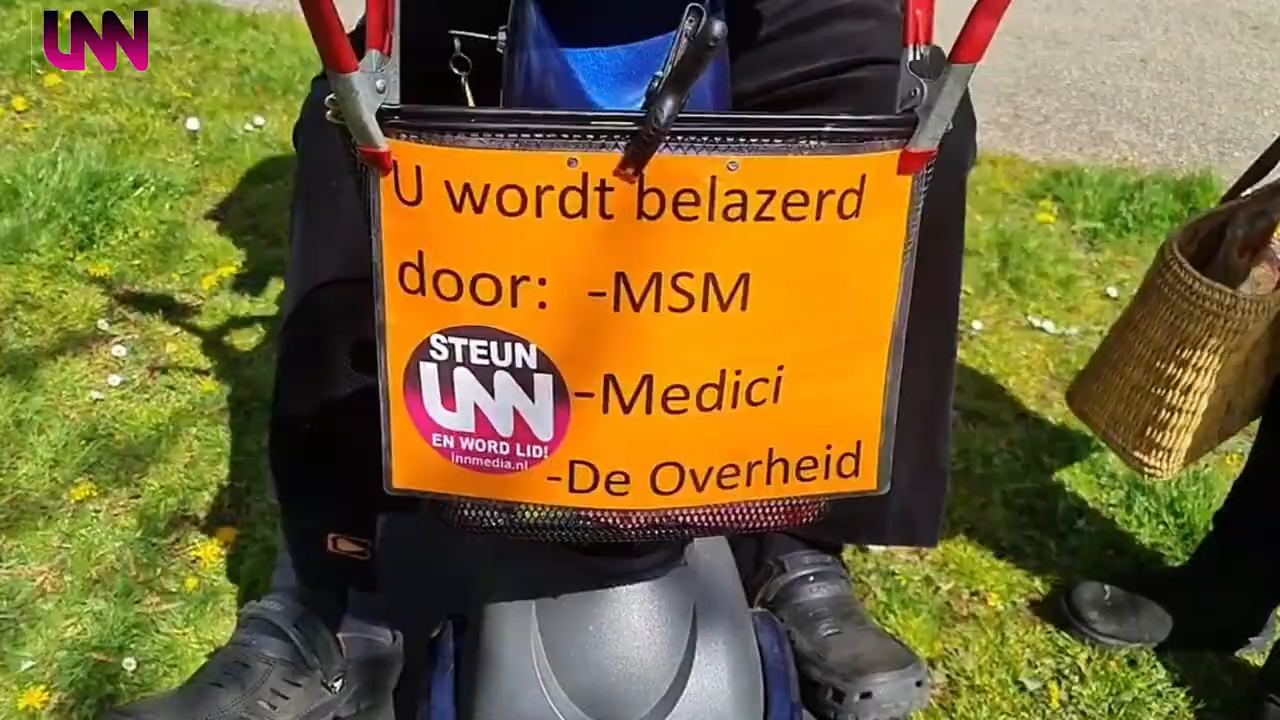 LNN
U wordt belazerd
door: -MSM
STEUN
LNN
EN WORD LID!
lnnmedia.nl
-Medici
-De Overheid